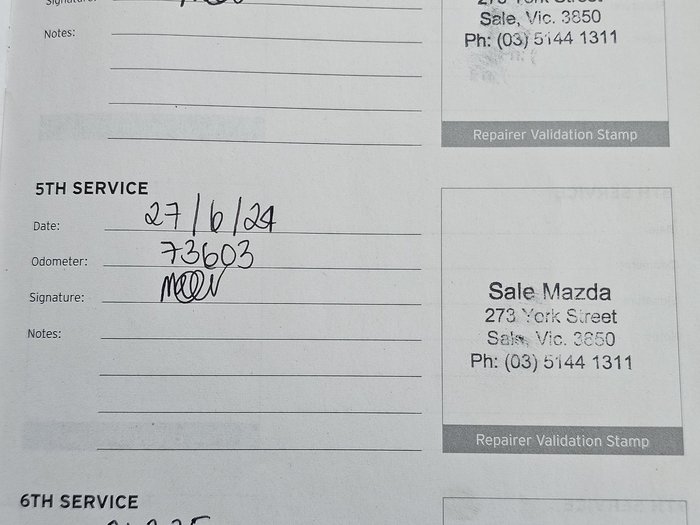 Signature:
Notes:
Sale, Vic. 3850
Ph: (03) 5144 1311
Repairer Validation Stamp
5TH SERVICE
Date: 27/6/24
Odometer: 73603
Signature:
Notes:
Sale Mazda
273 York Street
Sale, Vic. 3850
Ph: (03) 5144 1311
Repairer Validation Stamp
6TH SERVICE